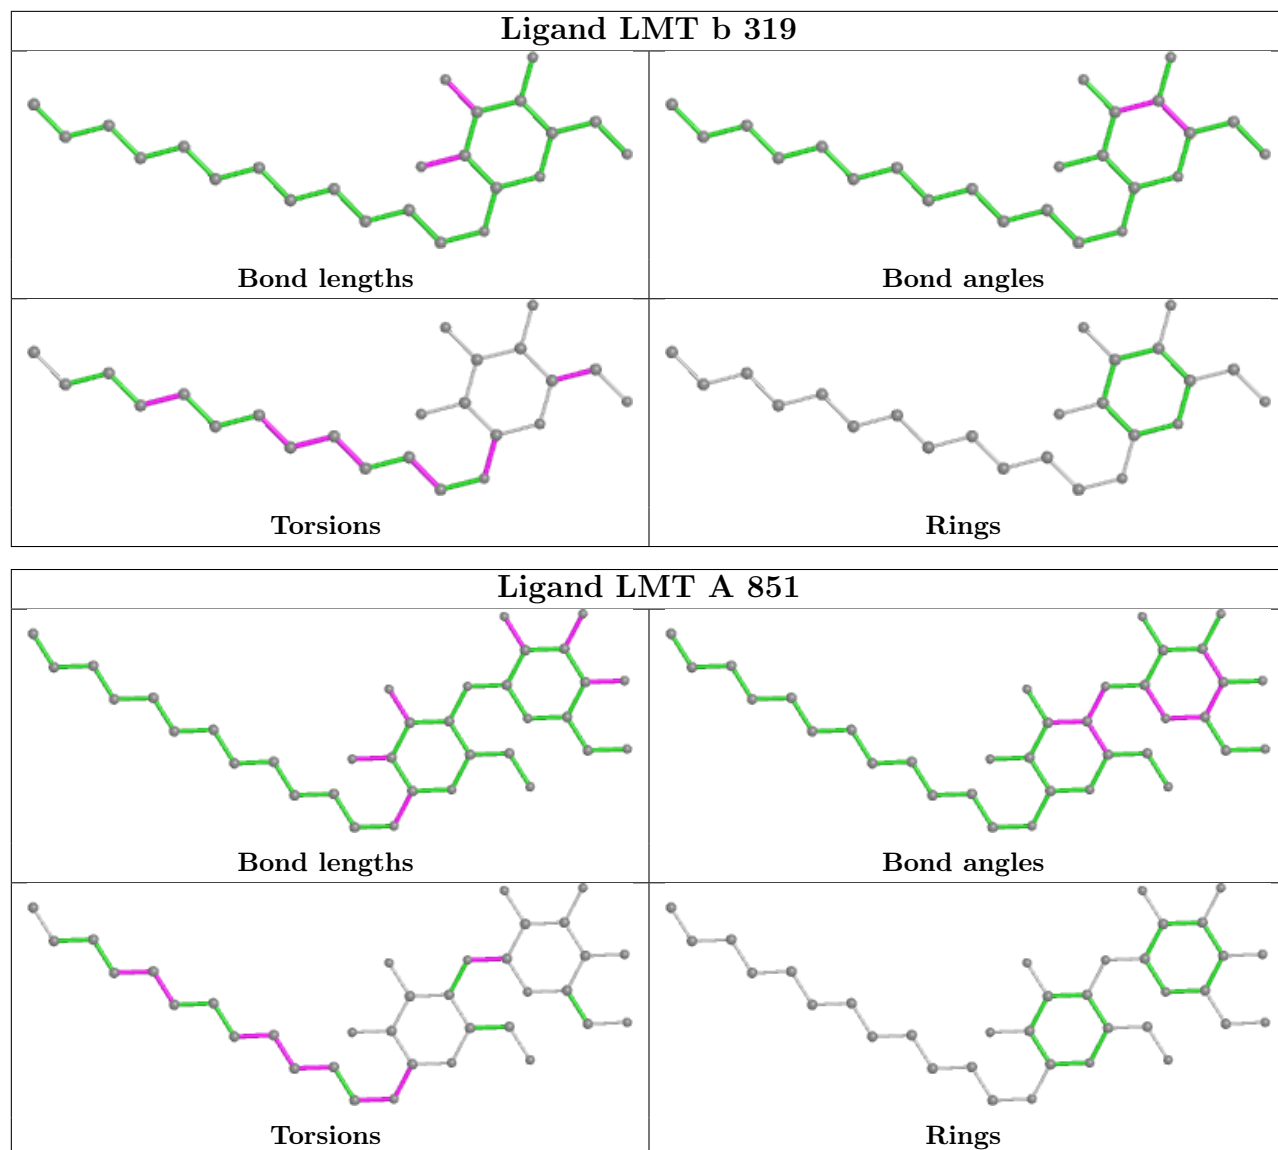 Ligand LMT b 319
Bond lengths
Bond angles
Torsions
Rings
Ligand LMT A 851
Bond lengths
Bond angles
Torsions
Rings